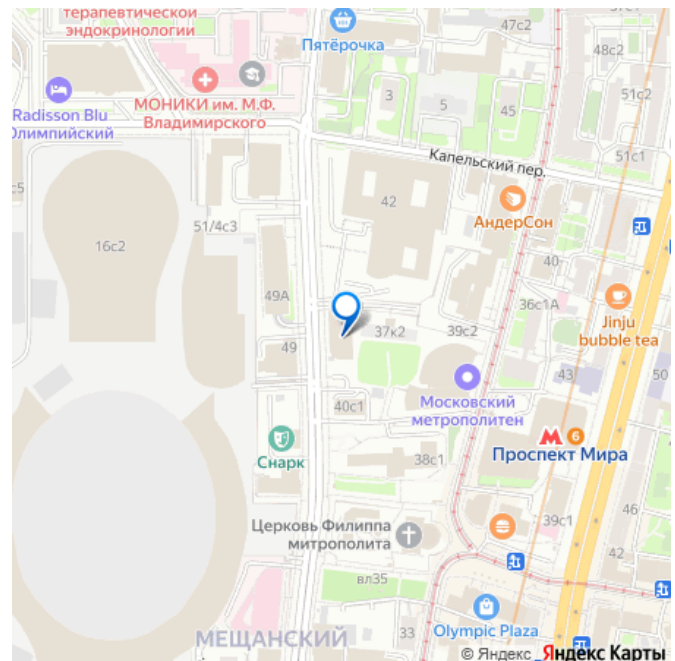 терапевтической
эндокринологии
47с2
Пятёрочка
48с2
51с2
МОНИКИ им. М.Ф.
Владимирского
3
5
45
Radisson Blu
Олимпийский
Капельский пер.
51с1
42
АндерСон
51/4с3
16с2
40
49А
36с1А
Jinju
bubble tea
37к2
39с2
49
43
50
40с1
Московский
метрополитен
6
Проспект Мира
Снарк
38с1
46
39с1
Церковь Филиппа
митрополита
42
вл35
Olympic Plaza
33
МЕЩАНСКИЙ
© Яндекс Яндекс Карты